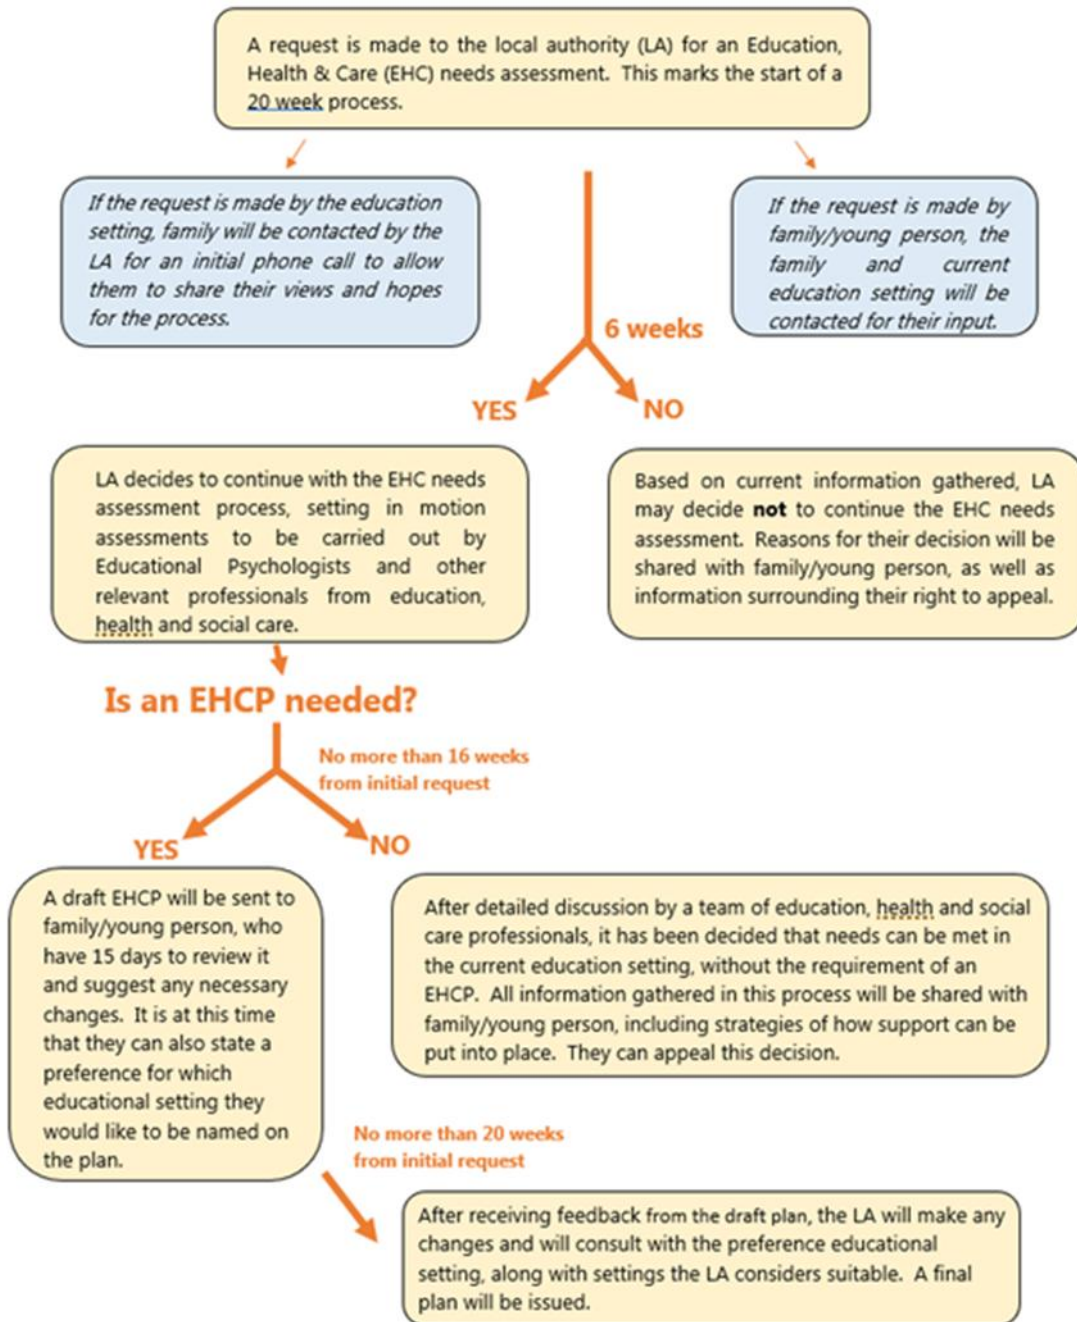 A request is made to the local authority (LA) for an Education,
Health & Care (EHC) needs assessment. This marks the start of a
20 week process.
If the request is made by the education
setting, family will be contacted by the
LA for an initial phone call to allow
them to share their views and hopes
for the process.
If the request is made by
family/young person, the
family and current
education setting will be
contacted for their input.
6 weeks
YES
NO
LA decides to continue with the EHC needs
assessment process, setting in motion
assessments to be carried out by
Educational Psychologists and other
relevant professionals from education,
health and social care.
Based on current information gathered, LA
may decide not to continue the EHC needs
assessment. Reasons for their decision will be
shared with family/young person, as well as
information surrounding their right to appeal.
Is an EHCP needed?
No more than 16 weeks
from initial request
YES
NO
A draft EHCP will be sent to
family/young person, who
have 15 days to review it
and suggest any necessary
changes. It is at this time
that they can also state a
preference for which
educational setting they
would like to be named on
the plan.
After detailed discussion by a team of education, health and social
care professionals, it has been decided that needs can be met in
the current education setting, without the requirement of an
EHCP. All information gathered in this process will be shared with
family/young person, including strategies of how support can be
put into place. They can appeal this decision.
No more than 20 weeks
from initial request
After receiving feedback from the draft plan, the LA will make any
changes and will consult with the preference educational
setting, along with settings the LA considers suitable. A final
plan will be issued.